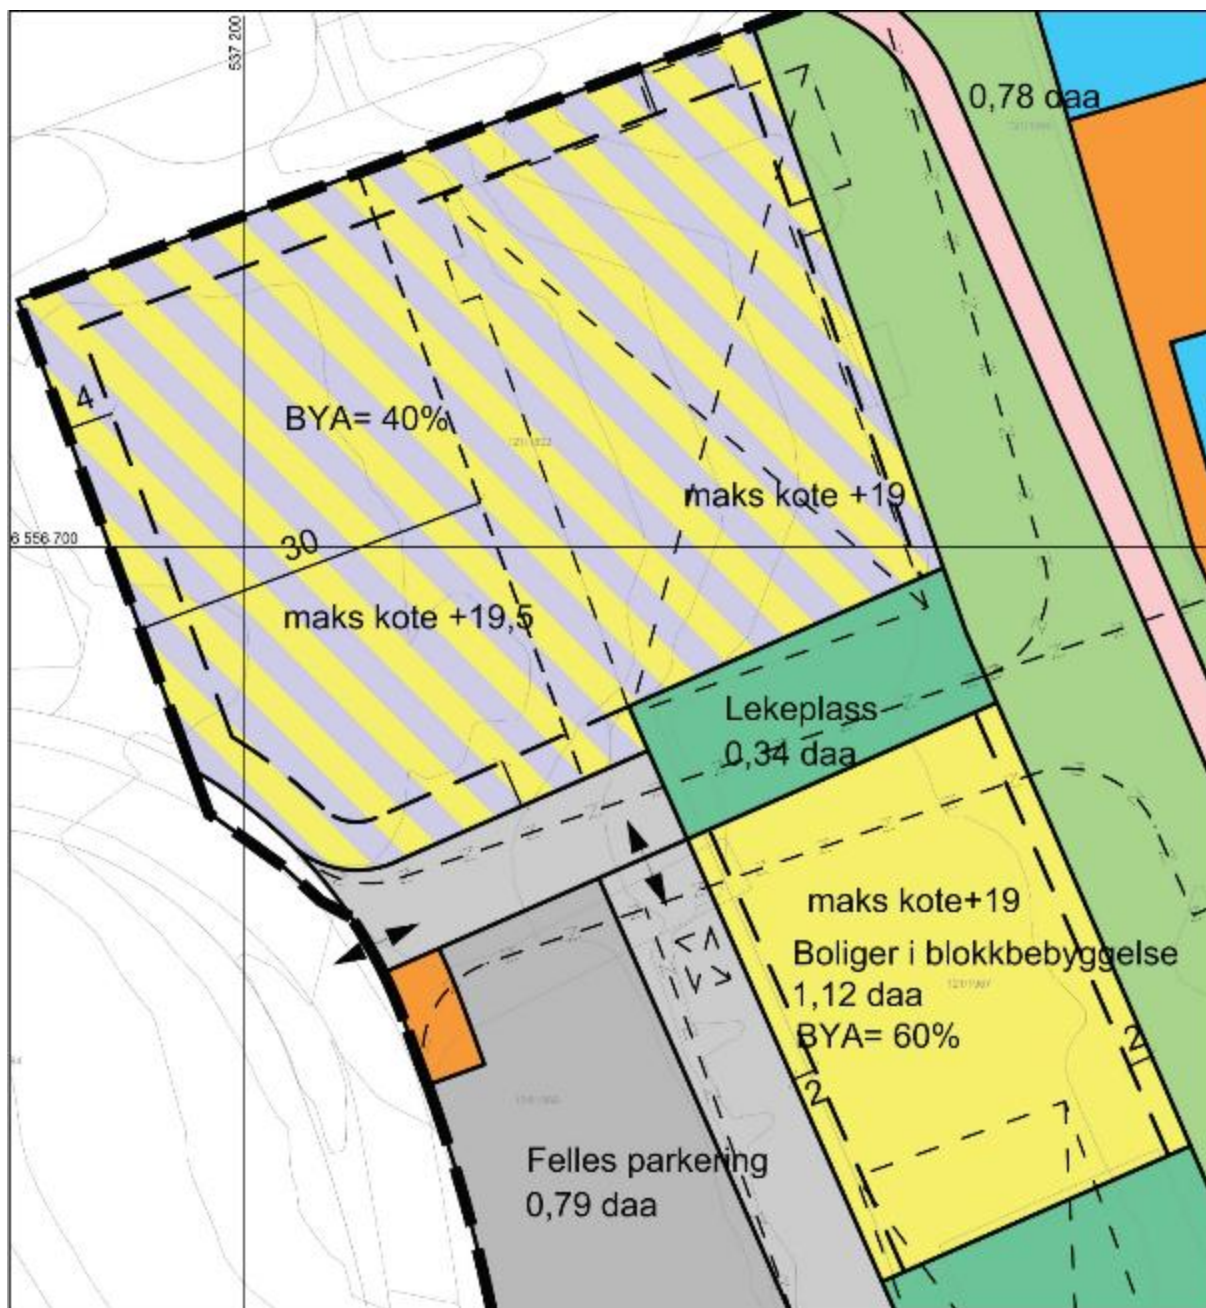 537 200
0,78 daa
4
BYA= 40%
maks kote +19
6 556 700
30
maks kote +19,5
Lekeplass
0,34 daa
maks kote+19
Boliger i blokkbebyggelse
1,12 daa
BYA= 60%
2
2
Felles parkering
0,79 daa